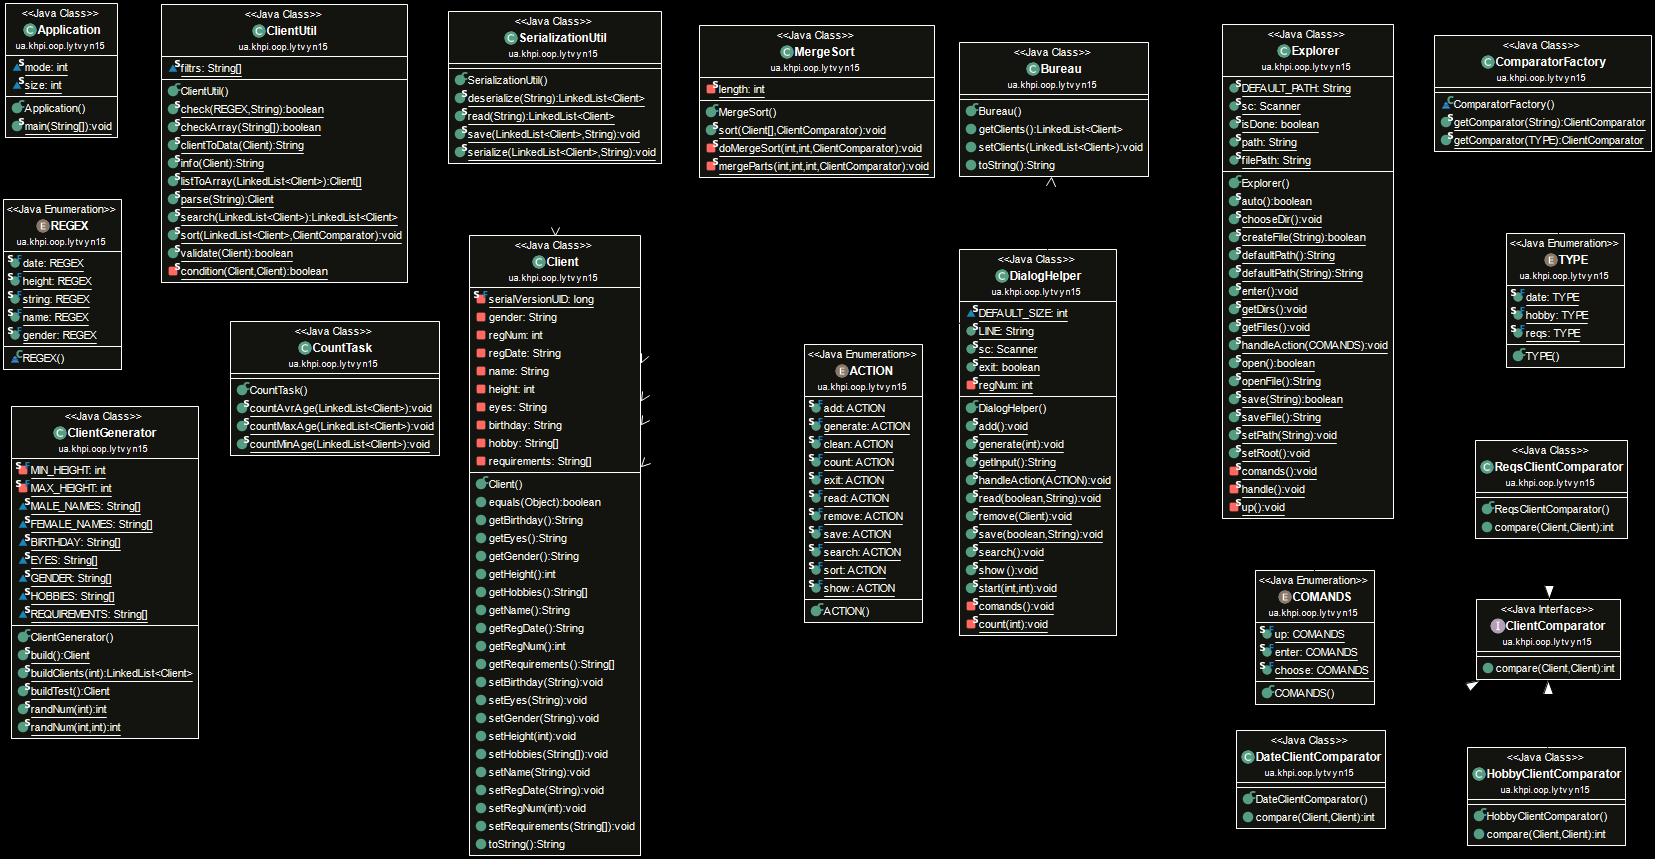 <<Java Class>>
Application
ua.khpi.oop.lytvyn15
mode: int
size: int
Application()
main(String[]):void
<<Java Class>>
ClientUtil
ua.khpi.oop.lytvyn15
filtrs: String[]
ClientUtil()
check(REGEX,String):boolean
checkArray(String[]):boolean
clientToData(Client):String
info(Client):String
listToArray(LinkedList<Client>):Client[]
parse(String):Client
search(LinkedList<Client>):LinkedList<Client>
sort(LinkedList<Client>,ClientComparator):void
validate(Client):boolean
condition(Client,Client):boolean
<<Java Class>>
SerializationUtil
ua.khpi.oop.lytvyn15
SerializationUtil()
deserialize(String):LinkedList<Client>
read(String):LinkedList<Client>
save(LinkedList<Client>,String):void
serialize(LinkedList<Client>,String):void
<<Java Class>>
MergeSort
ua.khpi.oop.lytvyn15
length: int
MergeSort()
sort(Client[],ClientComparator):void
doMergeSort(int,int,ClientComparator):void
mergeParts(int,int,int,ClientComparator):void
<<Java Class>>
Bureau
ua.khpi.oop.lytvyn15
Bureau()
getClients():LinkedList<Client>
setClients(LinkedList<Client>):void
toString():String
<<Java Class>>
Explorer
ua.khpi.oop.lytvyn15
DEFAULT_PATH: String
sc: Scanner
isDone: boolean
path: String
filePath: String
Explorer()
auto():boolean
chooseDir():void
createFile(String):boolean
defaultPath():String
defaultPath(String):String
enter():void
getDirs():void
getFiles():void
handleAction(COMANDS):void
open():boolean
openFile():String
save(String):boolean
saveFile():String
setPath(String):void
setRoot():void
comands():void
handle():void
up():void
<<Java Class>>
ComparatorFactory
ua.khpi.oop.lytvyn15
ComparatorFactory()
getComparator(String):ClientComparator
getComparator(TYPE):ClientComparator
<<Java Enumeration>>
REGEX
ua.khpi.oop.lytvyn15
date: REGEX
height: REGEX
string: REGEX
name: REGEX
gender: REGEX
REGEX()
<<Java Class>>
Client
ua.khpi.oop.lytvyn15
serialVersionUID: long
gender: String
regNum: int
regDate: String
name: String
height: int
eyes: String
birthday: String
hobby: String[]
requirements: String[]
Client()
equals(Object):boolean
getBirthday():String
getEyes():String
getGender():String
getHeight():int
getHobbies():String[]
getName():String
getRegDate():String
getRegNum():int
getRequirements():String[]
setBirthday(String):void
setEyes(String):void
setGender(String):void
setHeight(int):void
setHobbies(String[]):void
setName(String):void
setRegDate(String):void
setRegNum(int):void
setRequirements(String[]):void
toString():String
<<Java Class>>
DialogHelper
ua.khpi.oop.lytvyn15
DEFAULT_SIZE: int
LINE: String
sc: Scanner
exit: boolean
regNum: int
DialogHelper()
add():void
generate(int):void
getInput():String
handleAction(ACTION):void
read(boolean,String):void
remove(Client):void
save(boolean,String):void
search():void
show():void
start(int,int):void
comands():void
count(int):void
<<Java Enumeration>>
TYPE
ua.khpi.oop.lytvyn15
date: TYPE
hobby: TYPE
reqs: TYPE
TYPE()
<<Java Class>>
CountTask
ua.khpi.oop.lytvyn15
CountTask()
countAvrAge(LinkedList<Client>):void
countMaxAge(LinkedList<Client>):void
countMinAge(LinkedList<Client>):void
<<Java Enumeration>>
ACTION
ua.khpi.oop.lytvyn15
add: ACTION
generate: ACTION
clean: ACTION
count: ACTION
exit: ACTION
read: ACTION
remove: ACTION
save: ACTION
search: ACTION
sort: ACTION
show: ACTION
ACTION()
<<Java Class>>
ClientGenerator
ua.khpi.oop.lytvyn15
MIN_HEIGHT: int
MAX_HEIGHT: int
MALE_NAMES: String[]
FEMALE_NAMES: String[]
BIRTHDAY: String[]
EYES: String[]
GENDER: String[]
HOBBIES: String[]
REQUIREMENTS: String[]
ClientGenerator()
build():Client
buildClients(int):LinkedList<Client>
buildTest():Client
randNum(int):int
randNum(int,int):int
<<Java Class>>
ReqsClientComparator
ua.khpi.oop.lytvyn15
ReqsClientComparator()
compare(Client,Client):int
<<Java Enumeration>>
COMANDS
ua.khpi.oop.lytvyn15
up: COMANDS
enter: COMANDS
choose: COMANDS
COMANDS()
<<Java Interface>>
ClientComparator
ua.khpi.oop.lytvyn15
compare(Client,Client):int
<<Java Class>>
DateClientComparator
ua.khpi.oop.lytvyn15
DateClientComparator()
compare(Client,Client):int
<<Java Class>>
HobbyClientComparator
ua.khpi.oop.lytvyn15
HobbyClientComparator()
compare(Client,Client):int